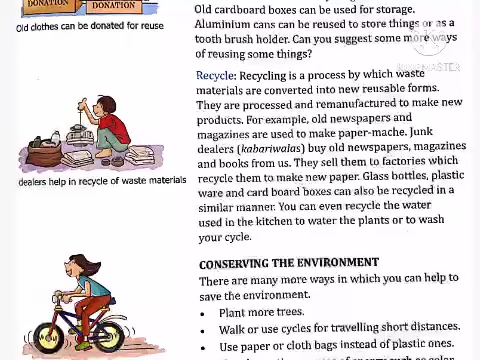 DONATION
DONATION
Old clothes can be donated for reuse
dealers help in recycle of waste materials
Old cardboard boxes can be used for storage.
Aluminium cans can be reused to store things or as a
tooth brush holder. Can you suggest some more ways
of reusing some things?
Recycle: Recycling is a process by which waste
materials are converted into new reusable forms.
They are processed and remanufactured to make new
products. For example, old newspapers and
magazines are used to make paper-mache. Junk
dealers (kabariwalas) buy old newspapers, magazines
and books from us. They sell them to factories which
recycle them to make new paper. Glass bottles, plastic
ware and card board boxes can also be recycled in a
similar manner. You can even recycle the water
used in the kitchen to water the plants or to wash
your cycle.
CONSERVING THE ENVIRONMENT
There are many more ways in which you can help to
save the environment.
• Plant more trees.
• Walk or use cycles for travelling short distances.
• Use paper or cloth bags instead of plastic ones.